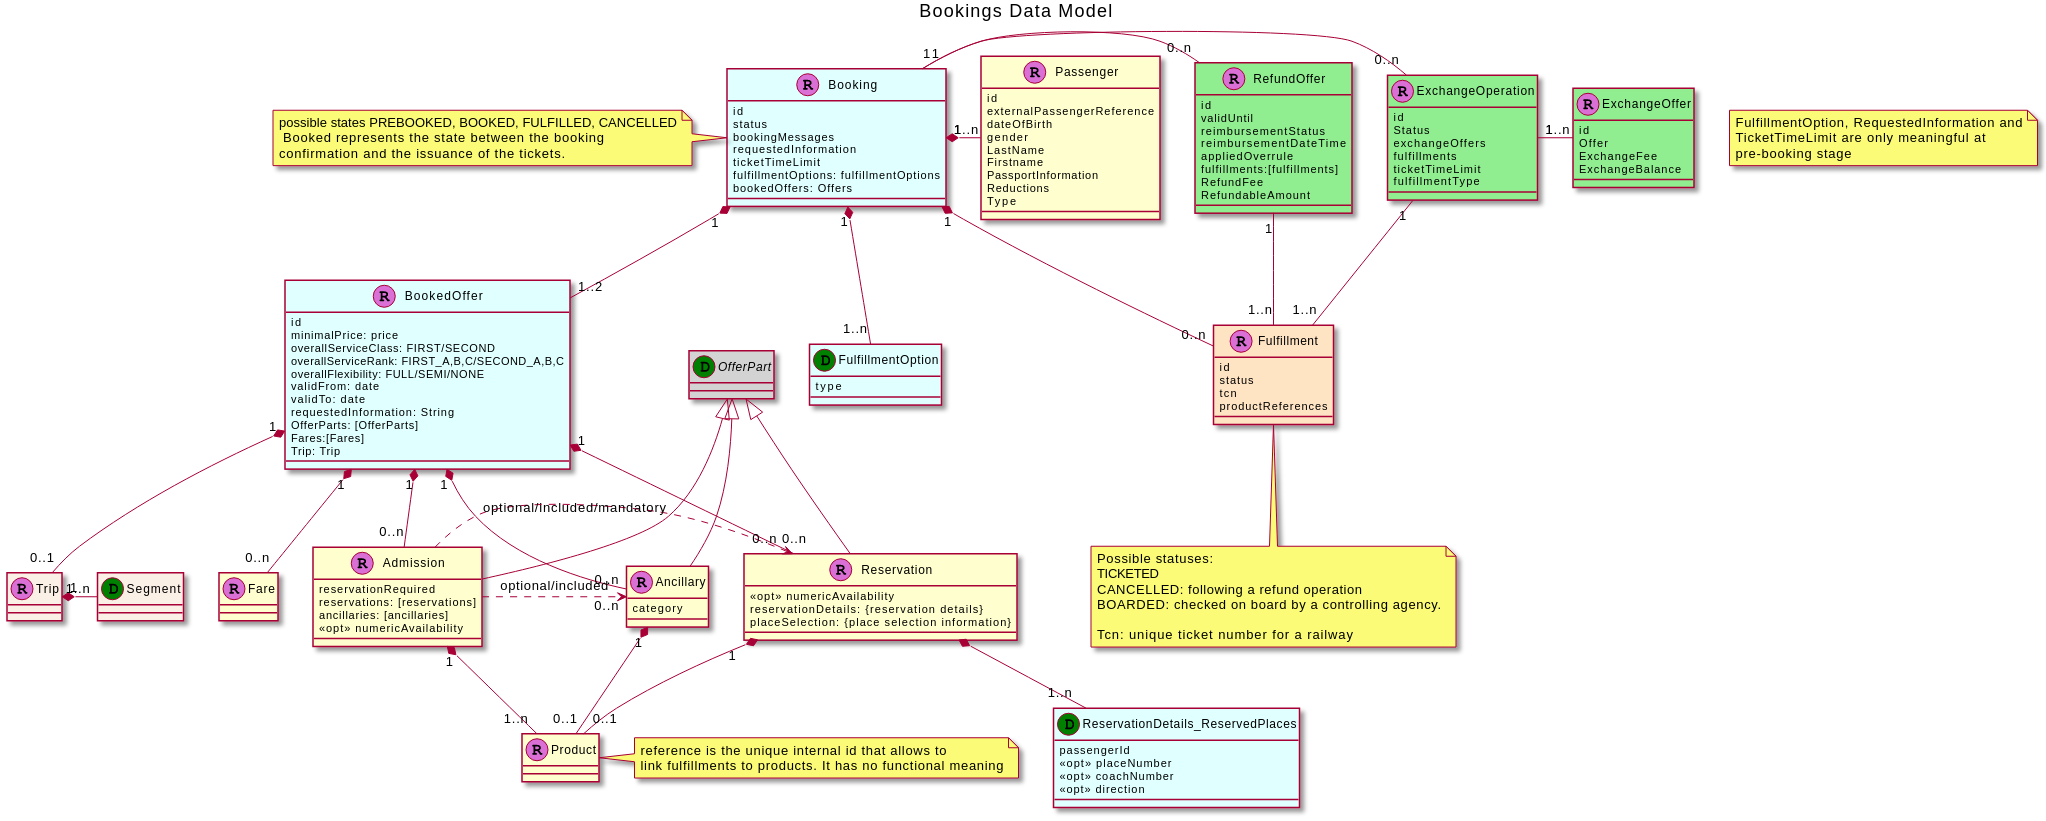 Bookings Data Model
possible states PREBOOKED, BOOKED, FULFILLED, CANCELLED
Booked represents the state between the booking
confirmation and the issuance of the tickets.
R Booking
id
status
bookingMessages
requestedInformation
ticketTimeLimit
fulfillmentOptions: fulfillmentOptions
bookedOffers: Offers
R Passenger
id
externalPassengerReference
dateOfBirth
gender
LastName
Firstname
PassportInformation
Reductions
Type
R RefundOffer
id
validUntil
reimbursementStatus
reimbursementDateTime
appliedOverrule
fulfillments:[fulfillments]
RefundFee
RefundableAmount
R ExchangeOperation
id
Status
exchangeOffers
fulfillments
ticketTimeLimit
fulfillmentType
R ExchangeOffer
id
Offer
ExchangeFee
ExchangeBalance
FulfillmentOption, RequestedInformation and
TicketTimeLimit are only meaningful at
pre-booking stage
1
1
0..n
0..n
1
1..n
1
1..n
1
1
1
1
1
1..2
1..n
0..n
1..n
1..n
R BookedOffer
id
minimalPrice: price
overallServiceClass: FIRST/SECOND
overallServiceRank: FIRST_A,B,C/SECOND_A,B,C
overallFlexibility: FULL/SEMI/NONE
validFrom: date
validTo: date
requestedInformation: String
OfferParts: [OfferParts]
Fares:[Fares]
Trip: Trip
D OfferPart
D FulfillmentOption
type
R Fulfillment
id
status
tcn
productReferences
1
1
1
1
1
optional/included/mandatory
0..1
0..n
0..n
0..n
0..n
R Trip
1
1..n
D Segment
R Fare
R Admission
reservationRequired
reservations: [reservations]
ancillaries: [ancillaries]
«opt» numericAvailability
optional/included
0..n
0..n
R Ancillary
category
R Reservation
«opt» numericAvailability
reservationDetails: {reservation details}
placeSelection: {place selection information}
Possible statuses:
TICKETED
CANCELLED: following a refund operation
BOARDED: checked on board by a controlling agency.
Tcn: unique ticket number for a railway
1
1
1
1..n
0..1
0..1
1..n
R Product
reference is the unique internal id that allows to
link fulfillments to products. It has no functional meaning
D ReservationDetails_ReservedPlaces
passengerId
«opt» placeNumber
«opt» coachNumber
«opt» direction